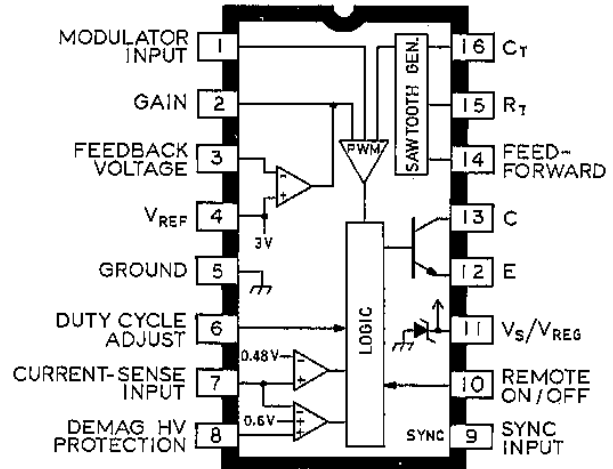 MODULATOR
INPUT
1
GAIN
2
FEEDBACK
VOLTAGE
3
VREF
4
3V
GROUND
5
DUTY CYCLE
ADJUST
6
CURRENT-SENSE
INPUT
7
DEMAG HV
PROTECTION
8
0.48V
0.6V
-
+
PWM
SAWTOOTH GEN.
LOGIC
-
+
-
-
+
16
CT
15
RT
14
FEED-
FORWARD
13
C
12
E
11
VS/VREG
10
REMOTE
ON/OFF
SYNC
9
SYNC
INPUT